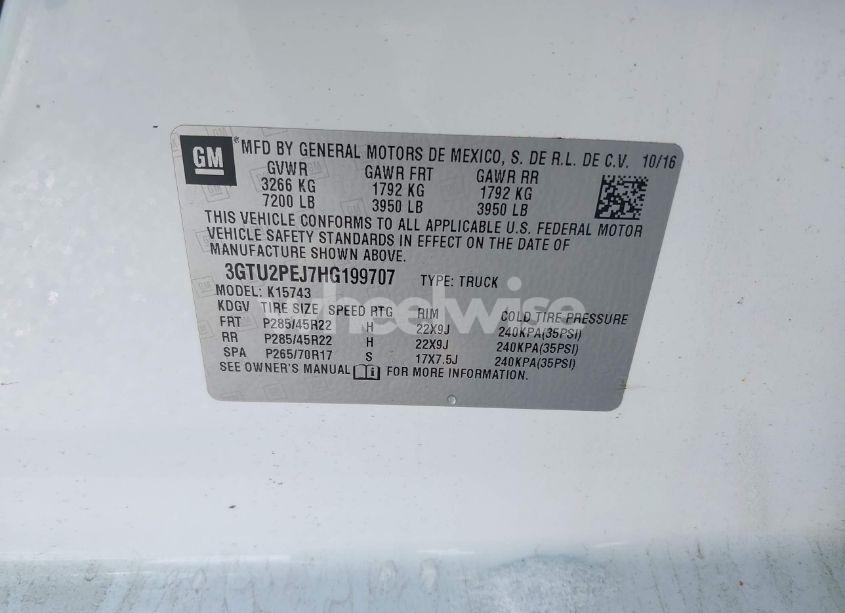 GM
*MFD BY GENERAL MOTORS DE MEXICO, S. DE R.L. DE C.V. 10/16
GVWR GAWR FRT GAWR RR
3266 KG 1792 KG 1792 KG
7200 LB 3950 LB 3950 LB
THIS VEHICLE CONFORMS TO ALL APPLICABLE U.S. FEDERAL MOTOR
VEHICLE SAFETY STANDARDS IN EFFECT ON THE DATE OF
MANUFACTURE SHOWN ABOVE.
3GTU2PEJ7HG199707 TYPE: TRUCK
MODEL: K15743
wheelwise
KDGV TIRE SIZE SPEED RTG RIM COLD TIRE PRESSURE
FRT P285/45R22 H 22X9J 240KPA(35PSI)
RR P285/45R22 H 22X9J 240KPA(35PSI)
SPA P265/70R17 S 17X7.5J 240KPA(35PSI)
SEE OWNER'S MANUAL FOR MORE INFORMATION.